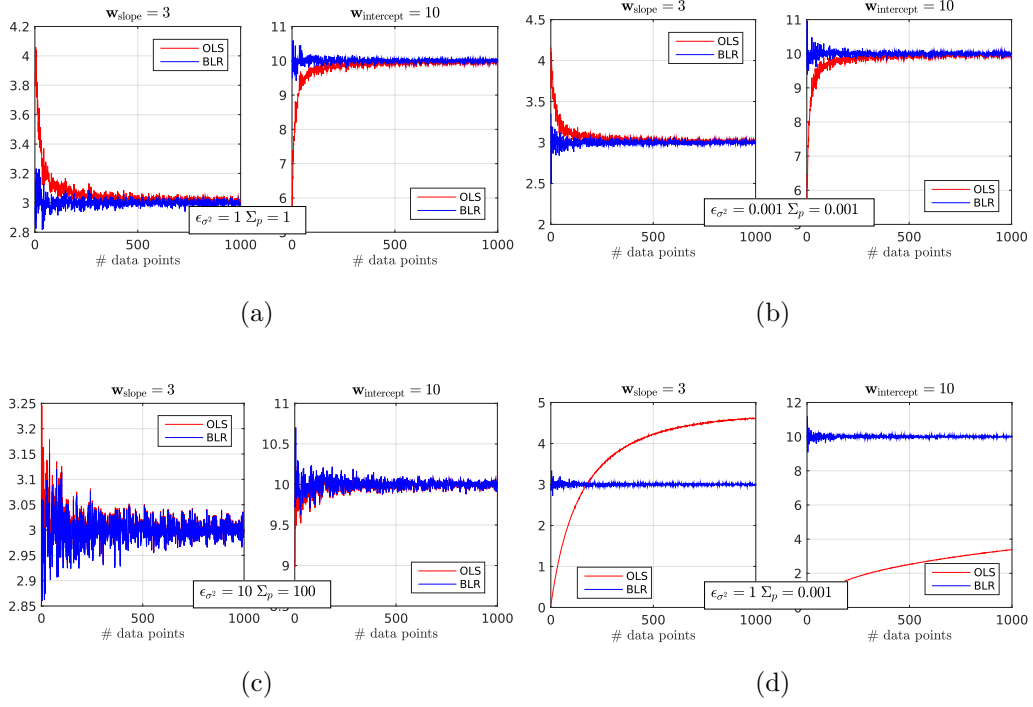 w_slope = 3
w_intercept = 10
4.2
4
3.8
3.6
3.4
3.2
3
2.8
OLS
BLR
0
500
1000
# data points
11
10
9
8
7
6
OLS
BLR
0
500
1000
# data points
ϵ_σ² = 1 Σ_p = 1
(a)
w_slope = 3
w_intercept = 10
4.5
4
3.5
3
2.5
2
OLS
BLR
0
500
1000
# data points
11
10
9
8
7
6
OLS
BLR
0
500
1000
# data points
ϵ_σ² = 0.001 Σ_p = 0.001
(b)
w_slope = 3
w_intercept = 10
3.25
3.2
3.15
3.1
3.05
3
2.95
2.9
2.85
OLS
BLR
0
500
1000
# data points
11
10.5
10
9.5
9
OLS
BLR
0
500
1000
# data points
ϵ_σ² = 10 Σ_p = 100
(c)
w_slope = 3
w_intercept = 10
5
4
3
2
1
0
OLS
BLR
0
500
1000
# data points
12
10
8
6
4
2
OLS
BLR
0
500
1000
# data points
ϵ_σ² = 1 Σ_p = 0.001
(d)